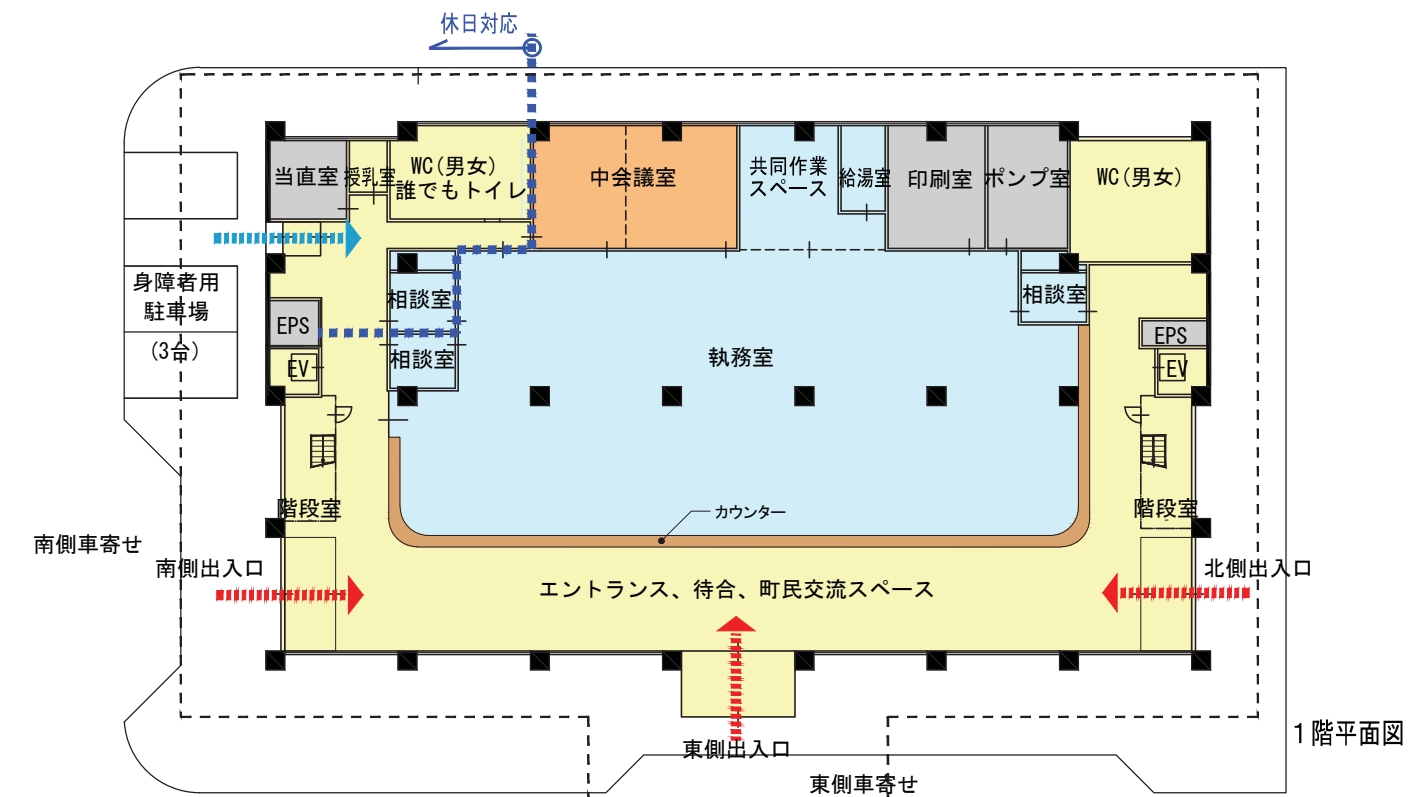 休日対応
当直室
授乳室
WC(男女)
誰でもトイレ
中会議室
共同作業
スペース
給湯室
印刷室
ポンプ室
WC(男女)
身障者用
駐車場
(3台)
EPS
EV
相談室
相談室
執務室
相談室
EPS
EV
階段室
カウンター
階段室
南側車寄せ
南側出入口
エントランス、待合、町民交流スペース
北側出入口
東側出入口
東側車寄せ
1階平面図